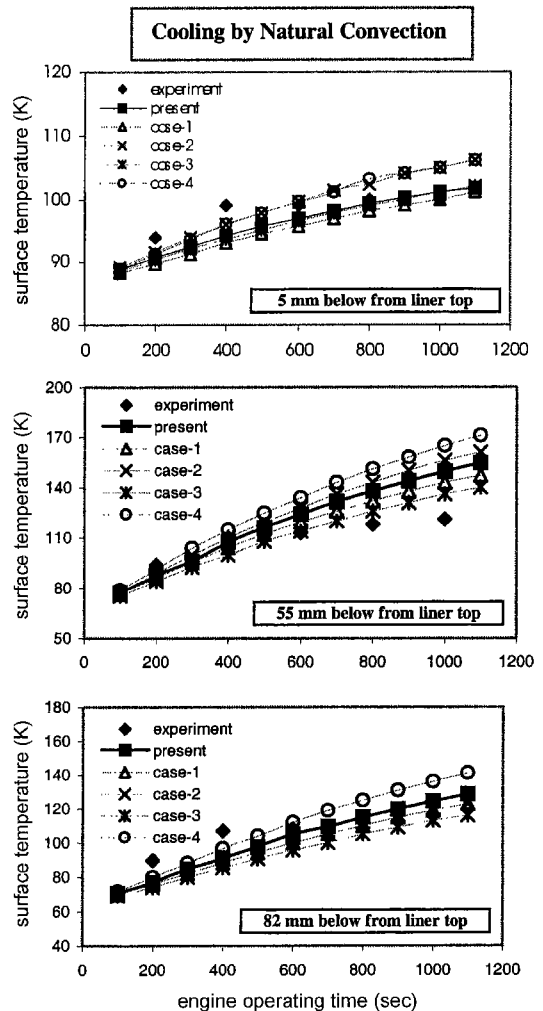 Cooling by Natural Convection
120
110
100
90
80
surface temperature (K)
experiment
present
case-1
case-2
case-3
case-4
5 mm below from liner top
0 200 400 600 800 1000 1200
200
170
140
110
80
50
surface temperature (K)
experiment
present
case-1
case-2
case-3
case-4
55 mm below from liner top
0 200 400 600 800 1000 1200
180
160
140
120
100
80
60
40
surface temperature (K)
experiment
present
case-1
case-2
case-3
case-4
82 mm below from liner top
0 200 400 600 800 1000 1200
engine operating time (sec)